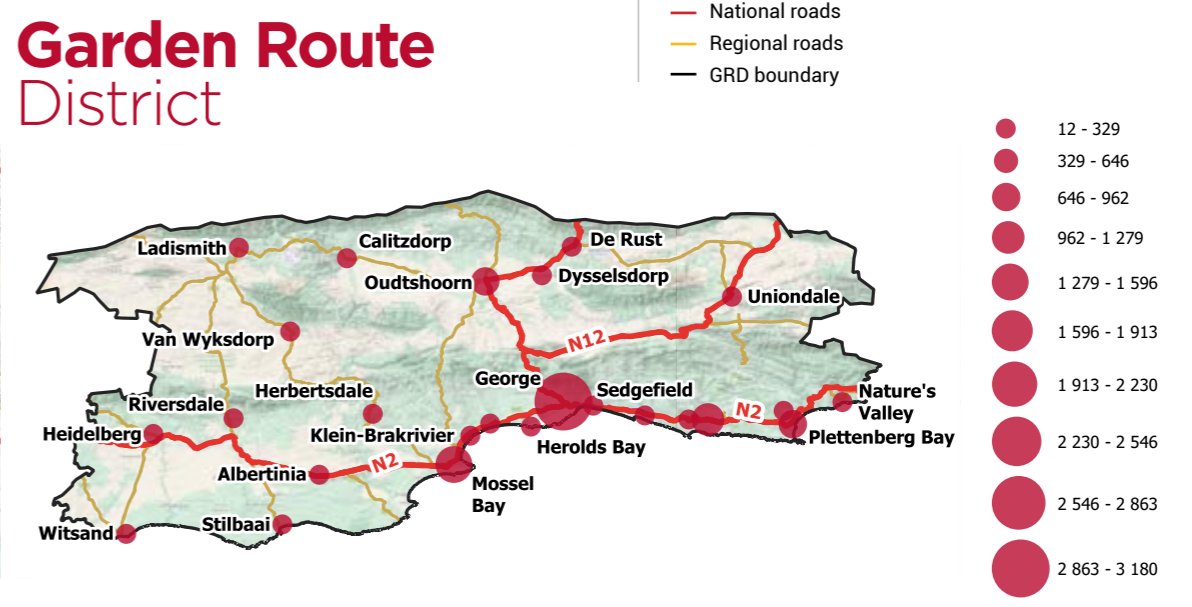 Garden Route
District
National roads
Regional roads
GRD boundary
12 - 329
329 - 646
646 - 962
962 - 1 279
1 279 - 1 596
1 596 - 1 913
1 913 - 2 230
2 230 - 2 546
2 546 - 2 863
2 863 - 3 180
Ladismith
Calitzdorp
De Rust
Oudtshoorn
Dysselsdorp
Uniondale
Van Wyksdorp
N12
George
Sedgefield
Herbertsdale
Nature's
Valley
Riversdale
N2
Heidelberg
Klein-Brakrivier
Plettenberg Bay
Herolds Bay
N2
Albertinia
Mossel
Bay
Stilbaai
Witsand